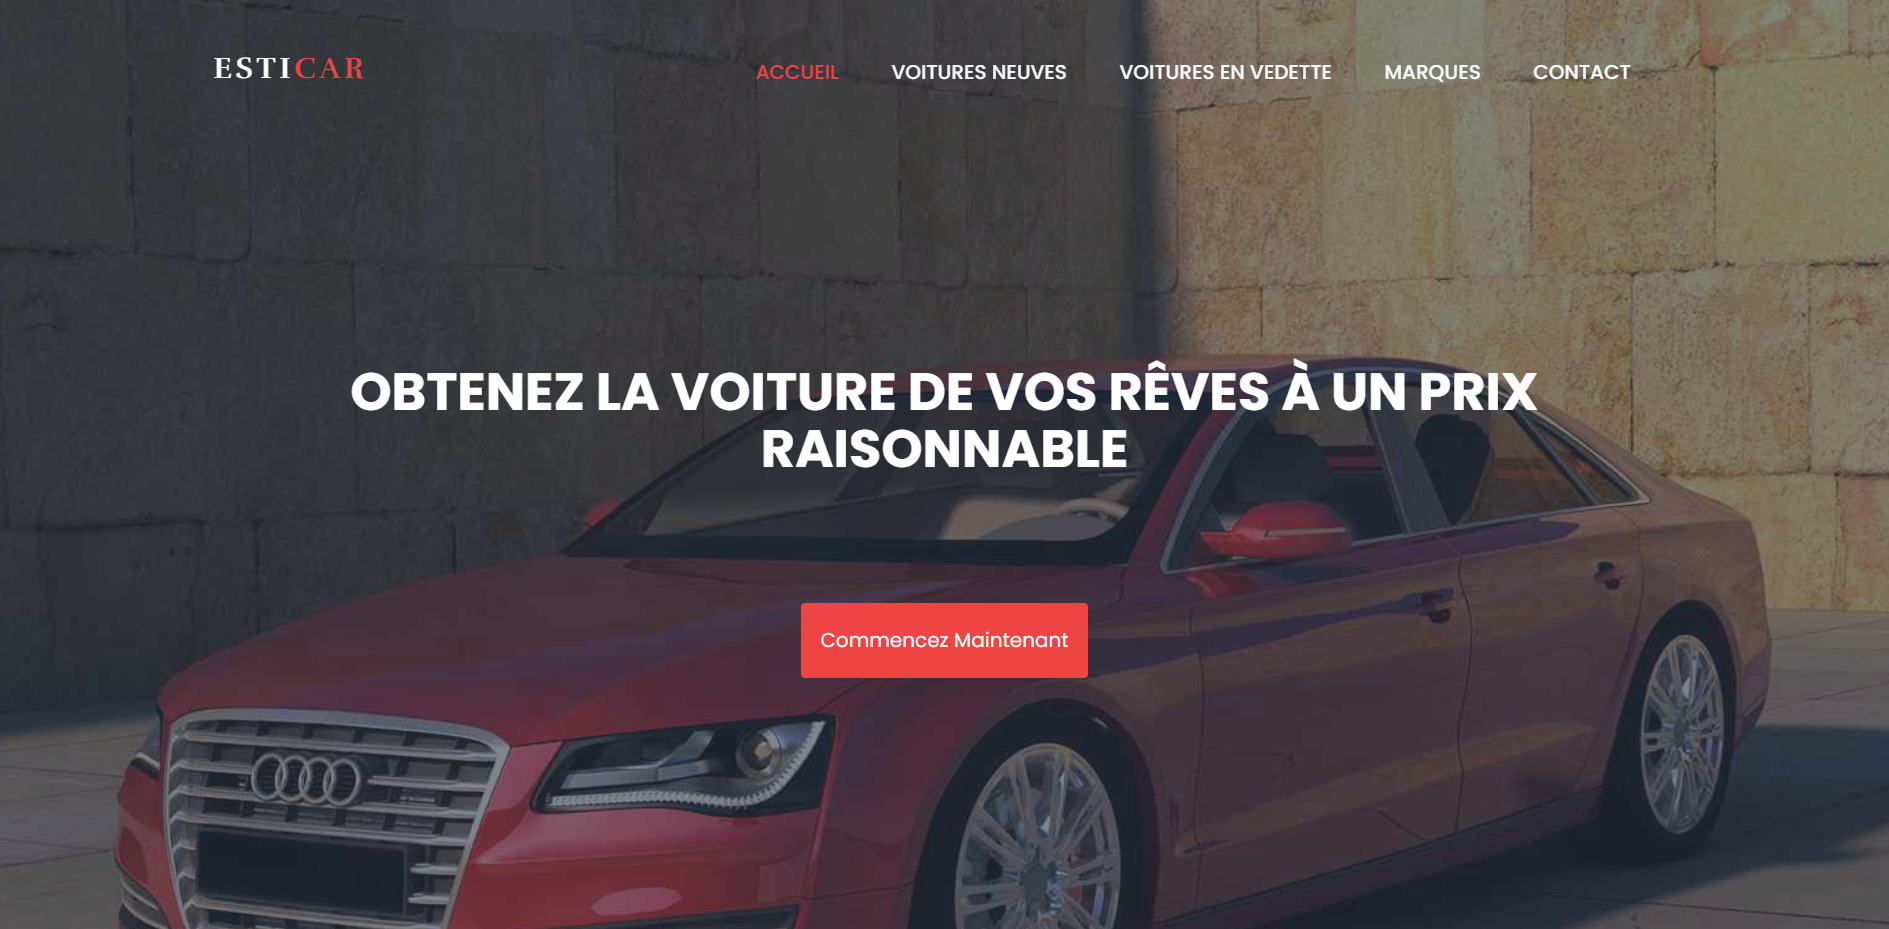 ESTICAR
ACCUEIL VOITURES NEUVES VOITURES EN VEDETTE MARQUES CONTACT
OBTENEZ LA VOITURE DE VOS RÊVES À UN PRIX
RAISONNABLE
Commencez Maintenant